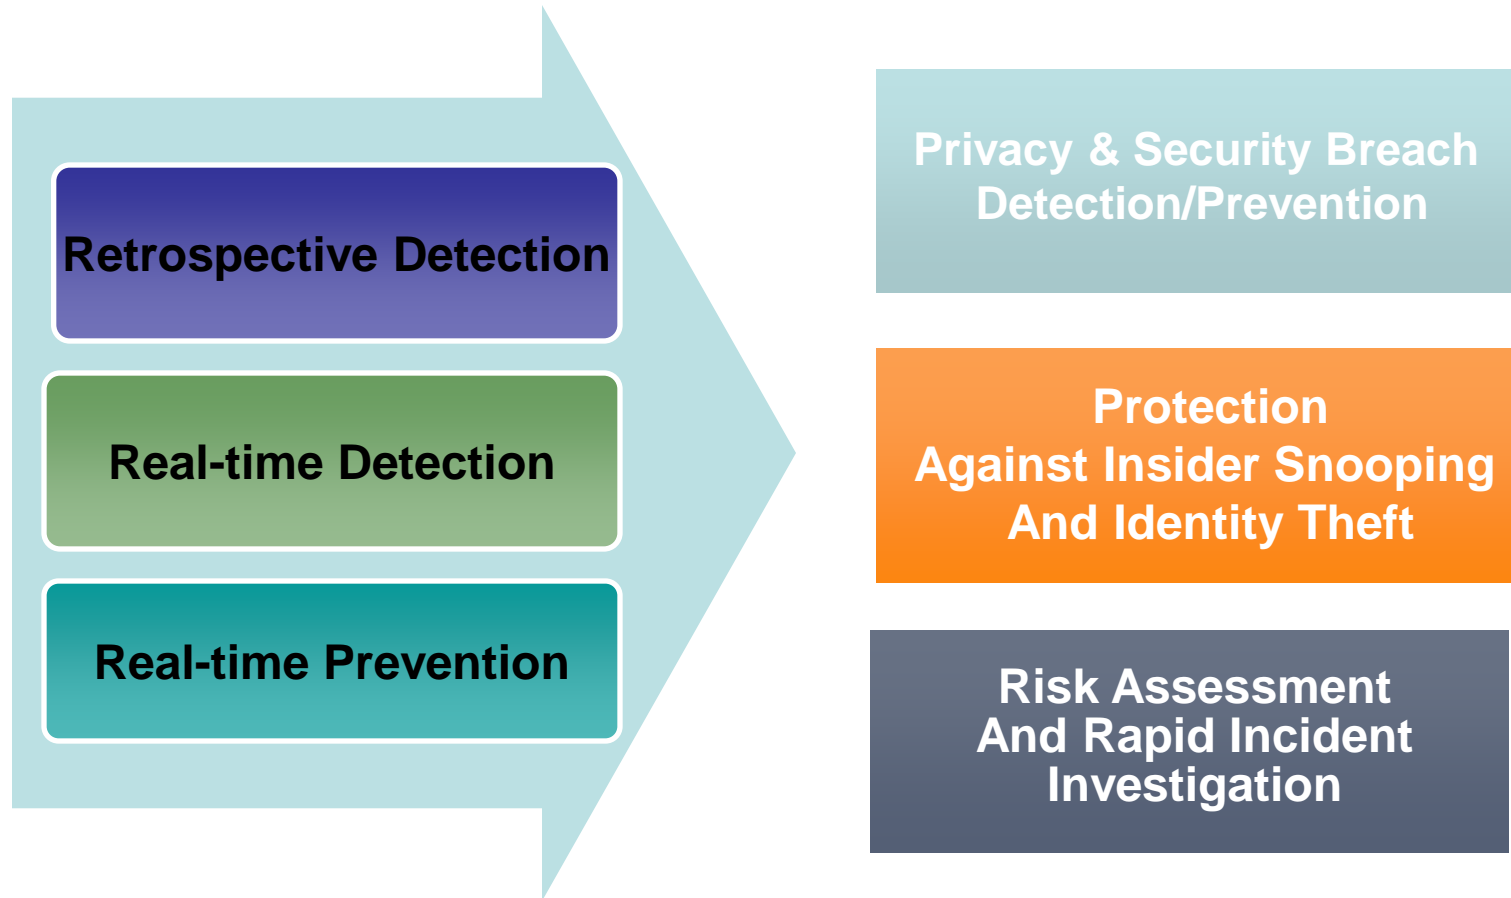 Retrospective Detection
Real-time Detection
Real-time Prevention
Privacy & Security Breach
Detection/Prevention
Protection
Against Insider Snooping
And Identity Theft
Risk Assessment
And Rapid Incident
Investigation